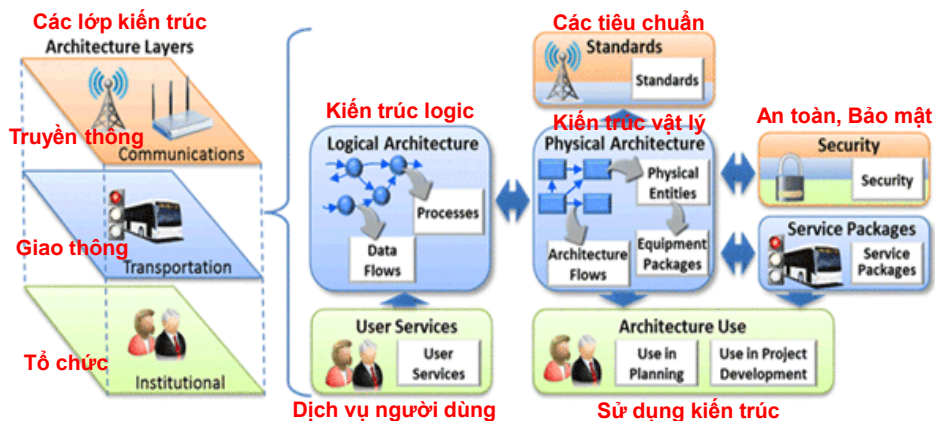 Các lớp kiến trúc
Architecture Layers
Truyền thông
Communications
Giao thông
Transportation
Tổ chức
Institutional
Kiến trúc logic
Logical Architecture
Processes
Data
Flows
User Services
User
Services
Dịch vụ người dùng
Các tiêu chuẩn
Standards
Standards
Kiến trúc vật lý
Physical Architecture
Physical
Entities
Architecture
Flows
Equipment
Packages
An toàn, Bảo mật
Security
Security
Service Packages
Service
Packages
Architecture Use
Use in
Planning
Use in Project
Development
Sử dụng kiến trúc